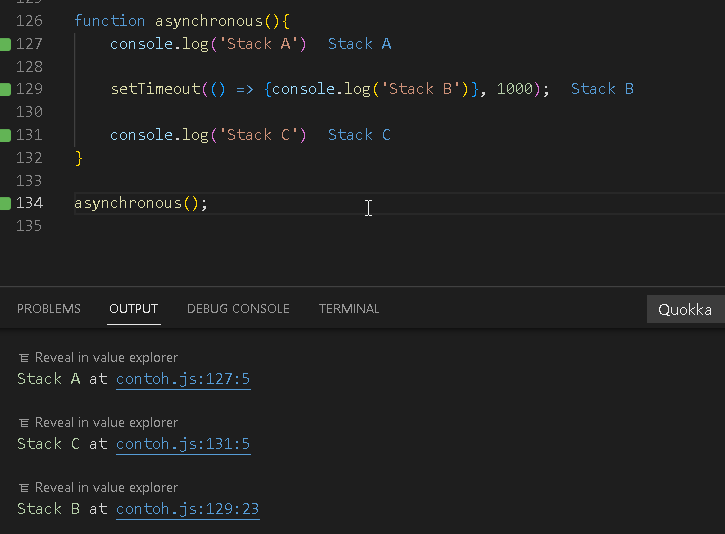 126 function asynchronous(){
127 console.log('Stack A') Stack A
128
129 setTimeout(() => {console.log('Stack B')}, 1000); Stack B
130
131 console.log('Stack C') Stack C
132 }
133
134 asynchronous();
135
PROBLEMS OUTPUT DEBUG CONSOLE TERMINAL Quokka
Reveal in value explorer
Stack A at contoh.js:127:5
Reveal in value explorer
Stack C at contoh.js:131:5
Reveal in value explorer
Stack B at contoh.js:129:23